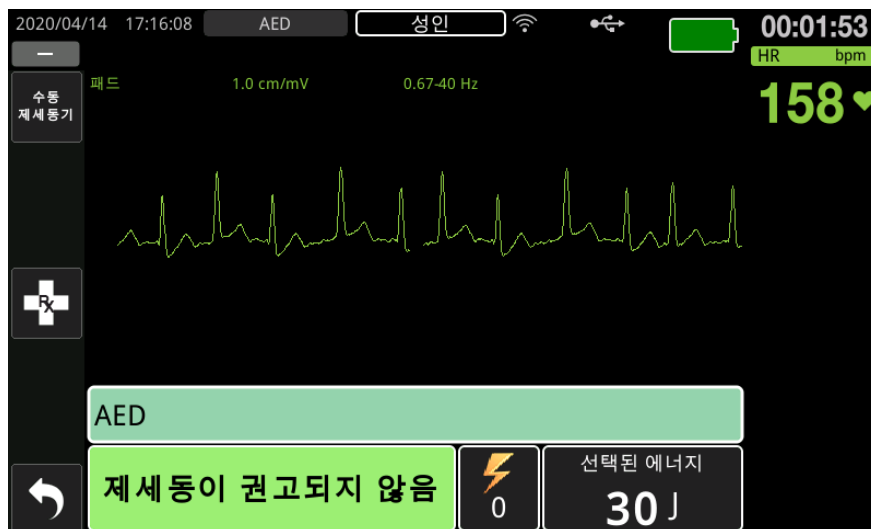 2020/04/14 17:16:08 AED 성인 00:01:53
HR bpm
패드 1.0 cm/mV 0.67-40 Hz
158
수동
제세동기
Rx
AED
제세동이 권고되지 않음
0
선택된 에너지
30 J